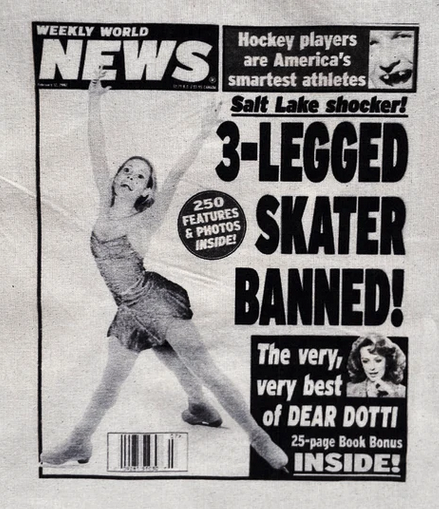 WEEKLY WORLD
NEWS
Hockey players
are America's
smartest athletes
Salt Lake shocker!
3-LEGGED
SKATER
BANNED!
250
FEATURES
& PHOTOS
INSIDE!
The very,
very best
of DEAR DOTTI
25-page Book Bonus
INSIDE!